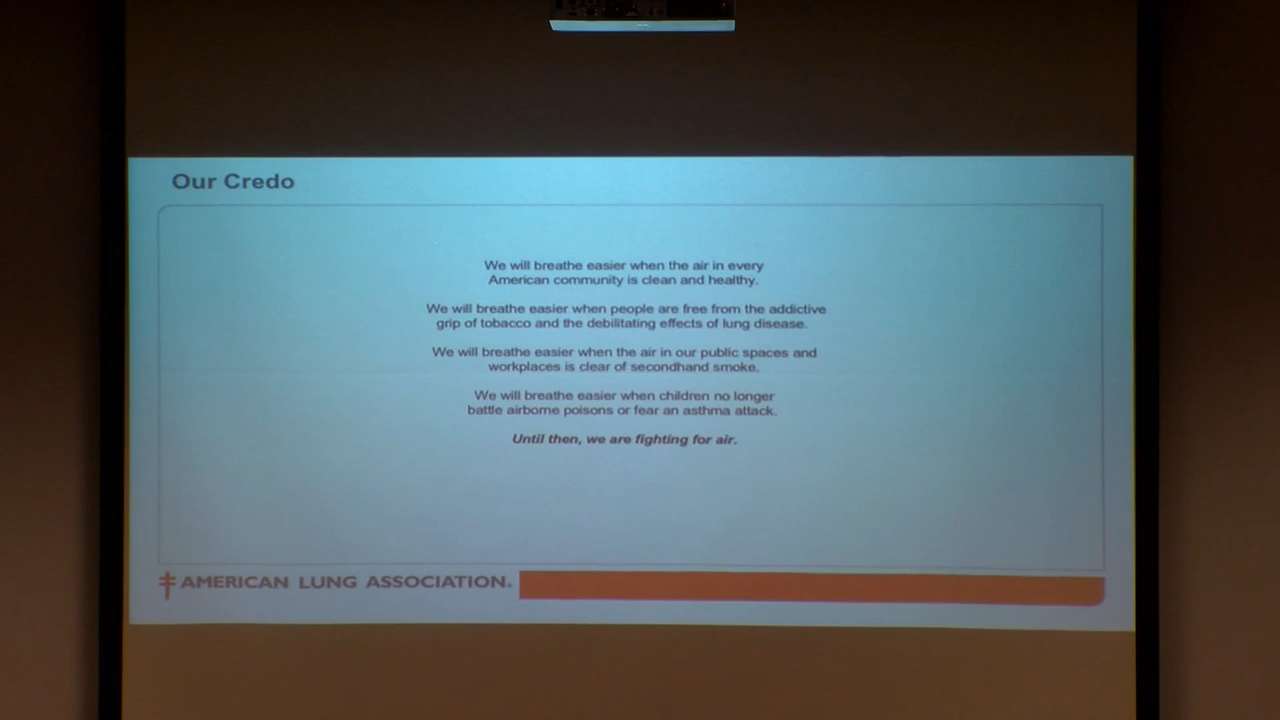 Our Credo
We will breathe easier when the air in every
American community is clean and healthy.
We will breathe easier when people are free from the addictive
grip of tobacco and the debilitating effects of lung disease.
We will breathe easier when the air in our public spaces and
workplaces is clear of secondhand smoke.
We will breathe easier when children no longer
battle airborne poisons or fear an asthma attack.
Until then, we are fighting for air.
AMERICAN LUNG ASSOCIATION®